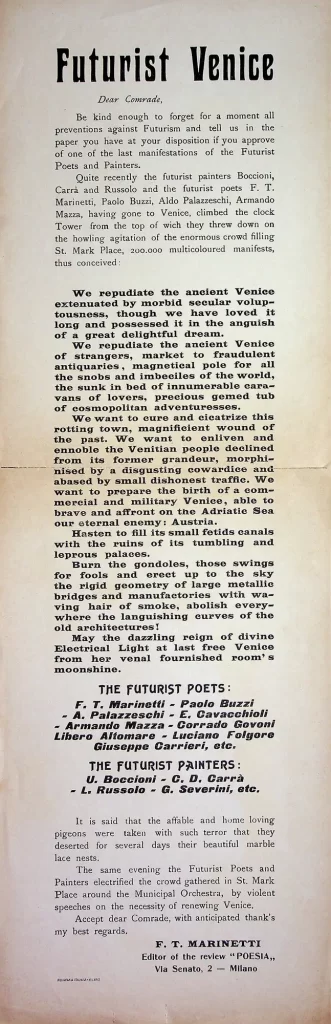 Futurist Venice
Dear Comrade,
Be kind enough to forget for a moment all
preventions against Futurism and tell us in the
paper you have at your disposition if you approve
of one of the last manifestations of the Futurist
Poets and Painters.
Quite recently the futurist painters Boccioni,
Carrà and Russolo and the futurist poets F. T.
Marinetti, Paolo Buzzi, Aldo Palazzeschi, Armando
Mazza, having gone to Venice, climbed the clock
Tower from the top of wich they threw down on
the howling agitation of the enormous crowd filling
St. Mark Place, 200.000 multicoloured manifests,
thus conceived:
We repudiate the ancient Venice
extenuated by morbid secular volup-
tousness, though we have loved it
long and possessed it in the anguish
of a great delightful dream.
We repudiate the ancient Venice
of strangers, market to fraudulent
antiquaries, magnetical pole for all
the snobs and imbeciles of the world,
the sunk in bed of innumerable cara-
vans of lovers, precious gemed tub
of cosmopolitan adventuresses.
We want to cure and cicatrize this
rotting town, magnificient wound of
the past. We want to enliven and
ennoble the Venitian people declined
from its former grandeur, morphi-
nised by a disgusting cowardice and
abased by small dishonest traffic. We
want to prepare the birth of a com-
mercial and military Venice, able to
brave and affront on the Adriatic Sea
our eternal enemy: Austria.
Hasten to fill its small fetids canals
with the ruins of its tumbling and
leprous palaces.
Burn the gondoles, those swings
for fools and erect up to the sky
the rigid geometry of large metallic
bridges and manufactories with wa-
ving hair of smoke, abolish every-
where the languishing curves of the
old architectures!
May the dazzling reign of divine
Electrical Light at last free Venice
from her venal fournished room's
moonshine.
THE FUTURIST POETS:
F. T. Marinetti - Paolo Buzzi
- A. Palazzeschi - E. Cavacchioli
- Armando Mazza - Corrado Govoni
Libero Altomare - Luciano Folgore
Giuseppe Carrieri, etc.
THE FUTURIST PAINTERS:
U. Boccioni - C. D. Carrà
- L. Russolo - G. Severini, etc.
It is said that the affable and home loving
pigeons were taken with such terror that they
deserted for several days their beautiful marble
lace nests.
The same evening the Futurist Poets and
Painters electrified the crowd gathered in St. Mark
Place around the Municipal Orchestra, by violent
speeches on the necessity of renewing Venice.
Accept dear Comrade, with anticipated thank's
my best regards.
F. T. MARINETTI
Editor of the review "POESIA„
Via Senato, 2 — Milano